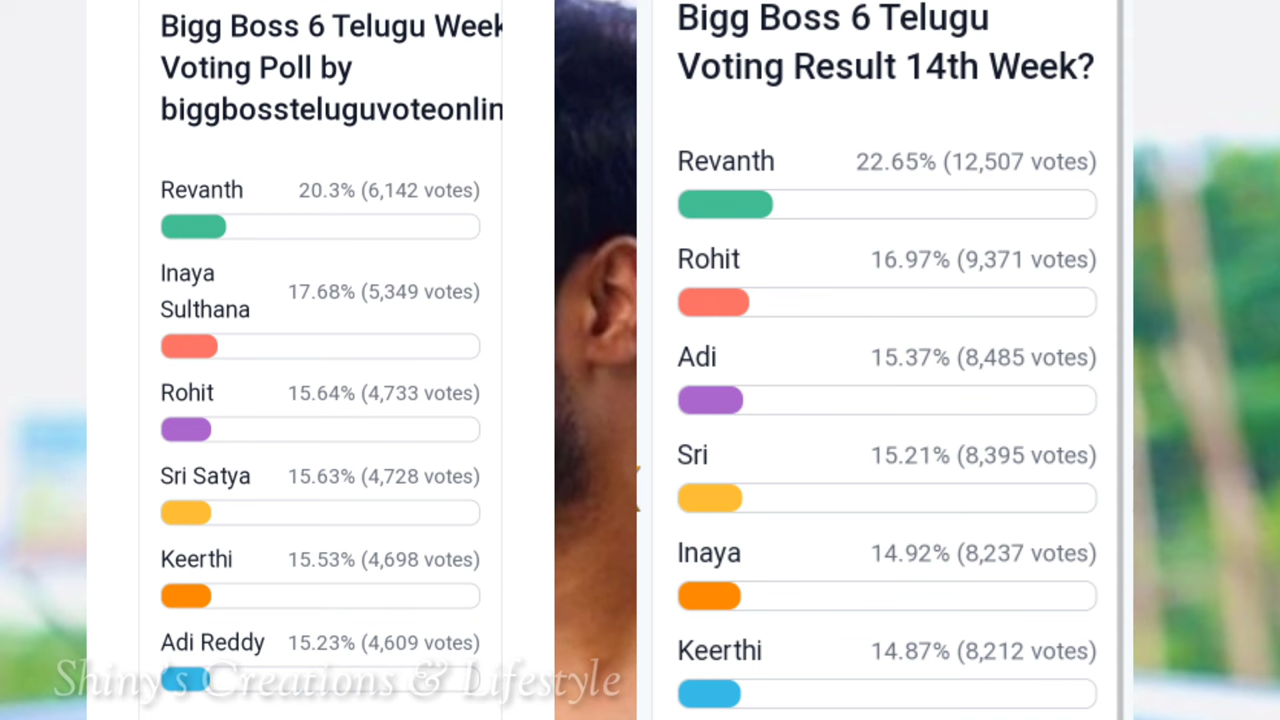 Bigg Boss 6 Telugu Week
Voting Poll by
biggbossteluguvoteonlin
Revanth 20.3% (6,142 votes)
Inaya
Sulthana 17.68% (5,349 votes)
Rohit 15.64% (4,733 votes)
Sri Satya 15.63% (4,728 votes)
Keerthi 15.53% (4,698 votes)
Adi Reddy 15.23% (4,609 votes)
Shiny's Creations & Lifestyle
Bigg Boss 6 Telugu
Voting Result 14th Week?
Revanth 22.65% (12,507 votes)
Rohit 16.97% (9,371 votes)
Adi 15.37% (8,485 votes)
Sri 15.21% (8,395 votes)
Inaya 14.92% (8,237 votes)
Keerthi 14.87% (8,212 votes)